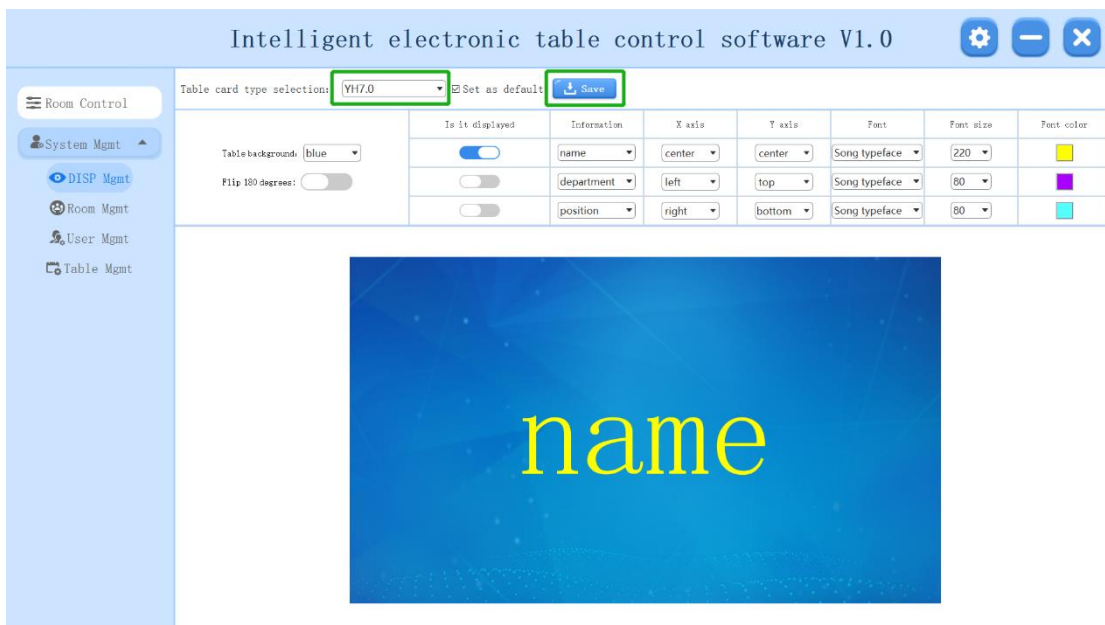 Intelligent electronic table control software V1.0
Room Control
System Mgmt
DISP Mgmt
Room Mgmt
User Mgmt
Table Mgmt
Table card type selection: YH7.0 Set as default Save
Is it displayed Information X axis Y axis Font Font size Font color
Table background: blue name center center Song typeface 220
Flip 180 degrees: department left top Song typeface 80
position right bottom Song typeface 80
name